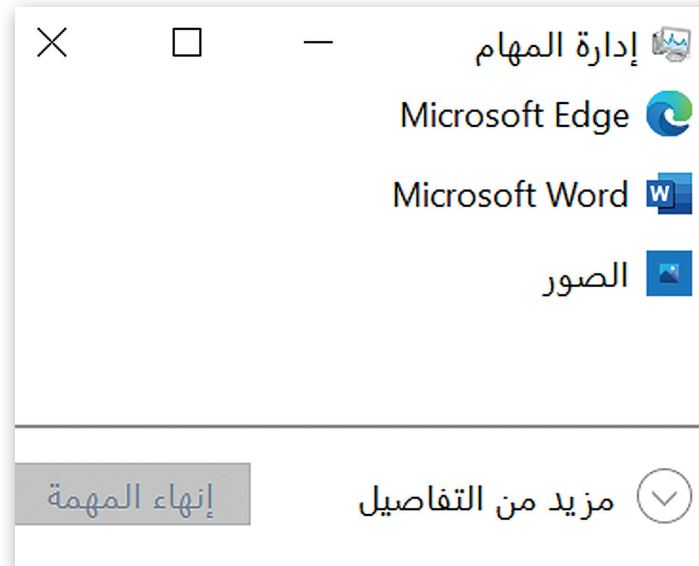 إدارة المهام
Microsoft Edge
Microsoft Word
الصور
مزيد من التفاصيل
إنهاء المهمة